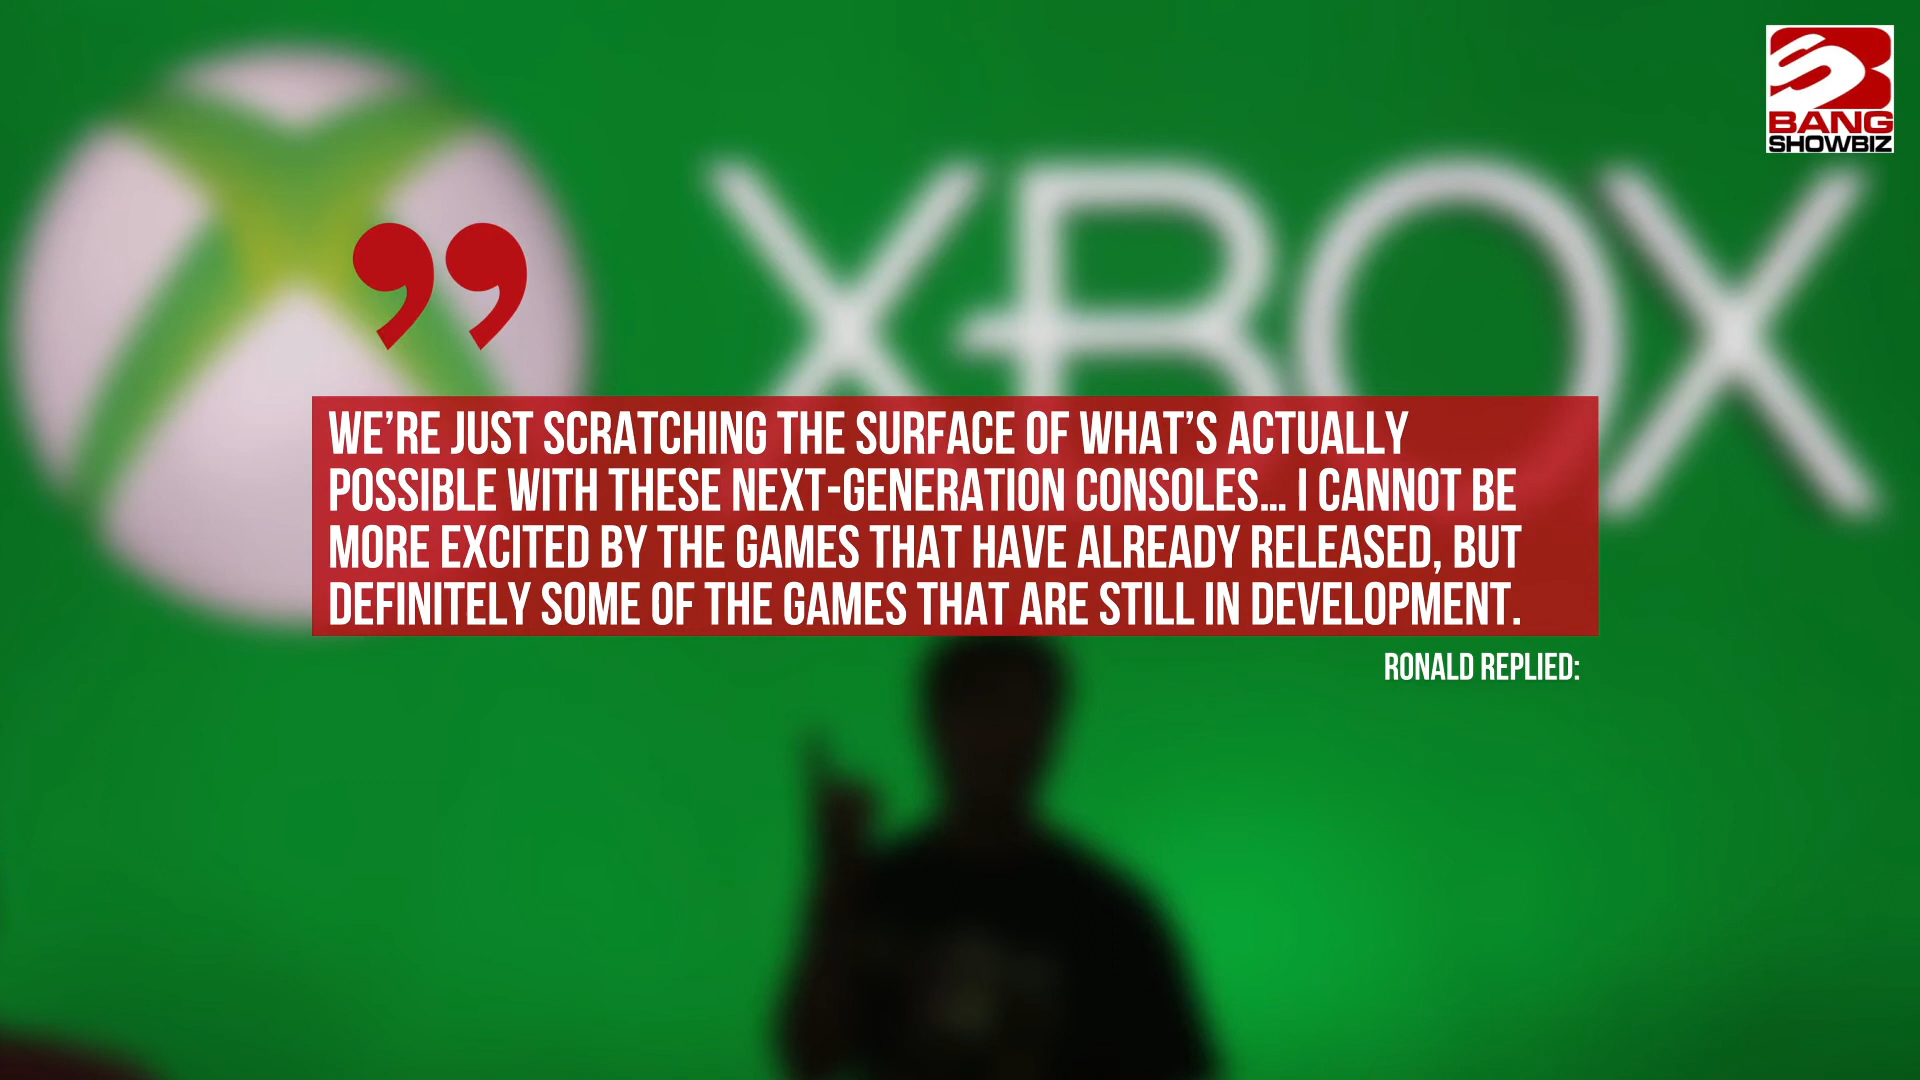 BANG
SHOWBIZ
XBOX
”
WE’RE JUST SCRATCHING THE SURFACE OF WHAT’S ACTUALLY
POSSIBLE WITH THESE NEXT-GENERATION CONSOLES... I CANNOT BE
MORE EXCITED BY THE GAMES THAT HAVE ALREADY RELEASED, BUT
DEFINITELY SOME OF THE GAMES THAT ARE STILL IN DEVELOPMENT.
RONALD REPLIED: